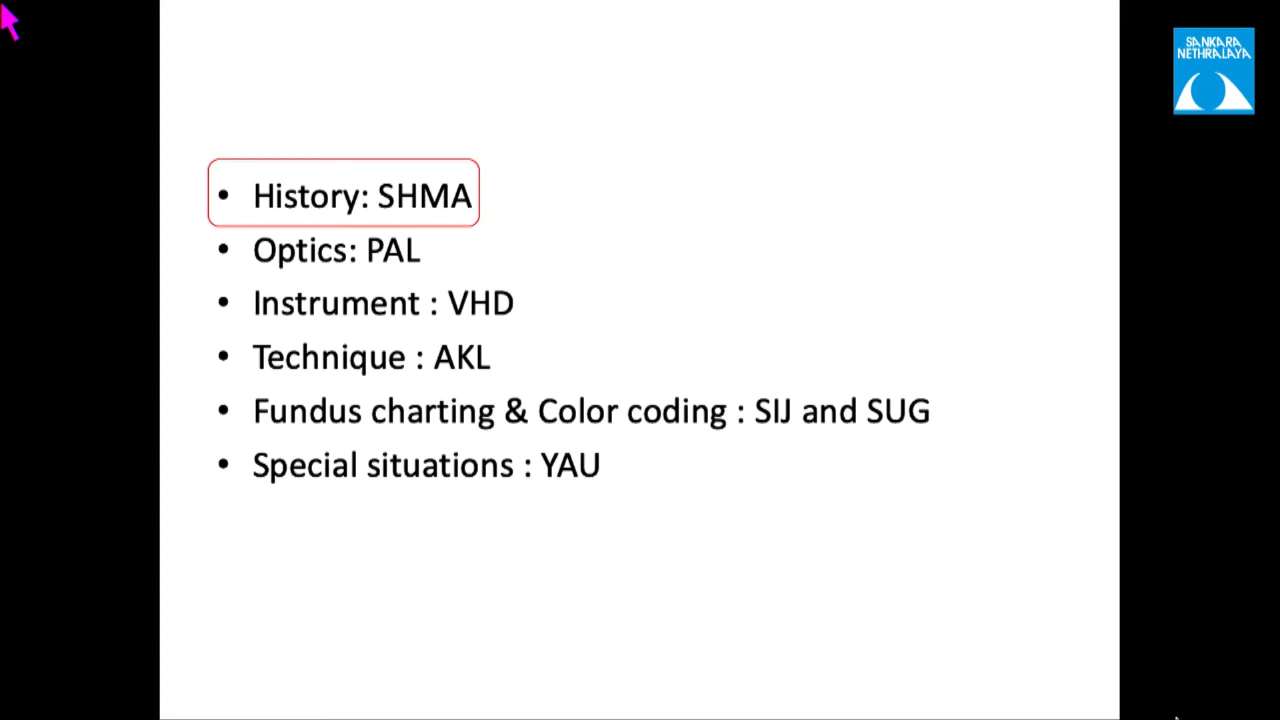 SANKARA
NETHRALAYA
• History: SHMA
• Optics: PAL
• Instrument : VHD
• Technique : AKL
• Fundus charting & Color coding : SIJ and SUG
• Special situations : YAU